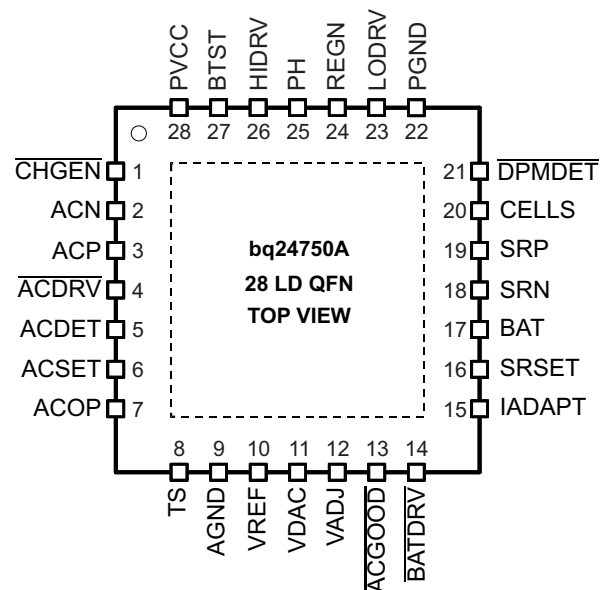 PVCC BTST HIDRV PH REGN LODRV PGND
28 27 26 25 24 23 22
CHGEN 1
ACN 2
ACP 3
ACDRV 4
ACDET 5
ACSET 6
ACOP 7
bq24750A
28 LD QFN
TOP VIEW
21 DPMDET
20 CELLS
19 SRP
18 SRN
17 BAT
16 SRSET
15 IADAPT
8 9 10 11 12 13 14
TS AGND VREF VDAC VADJ ACGOOD BATDRV